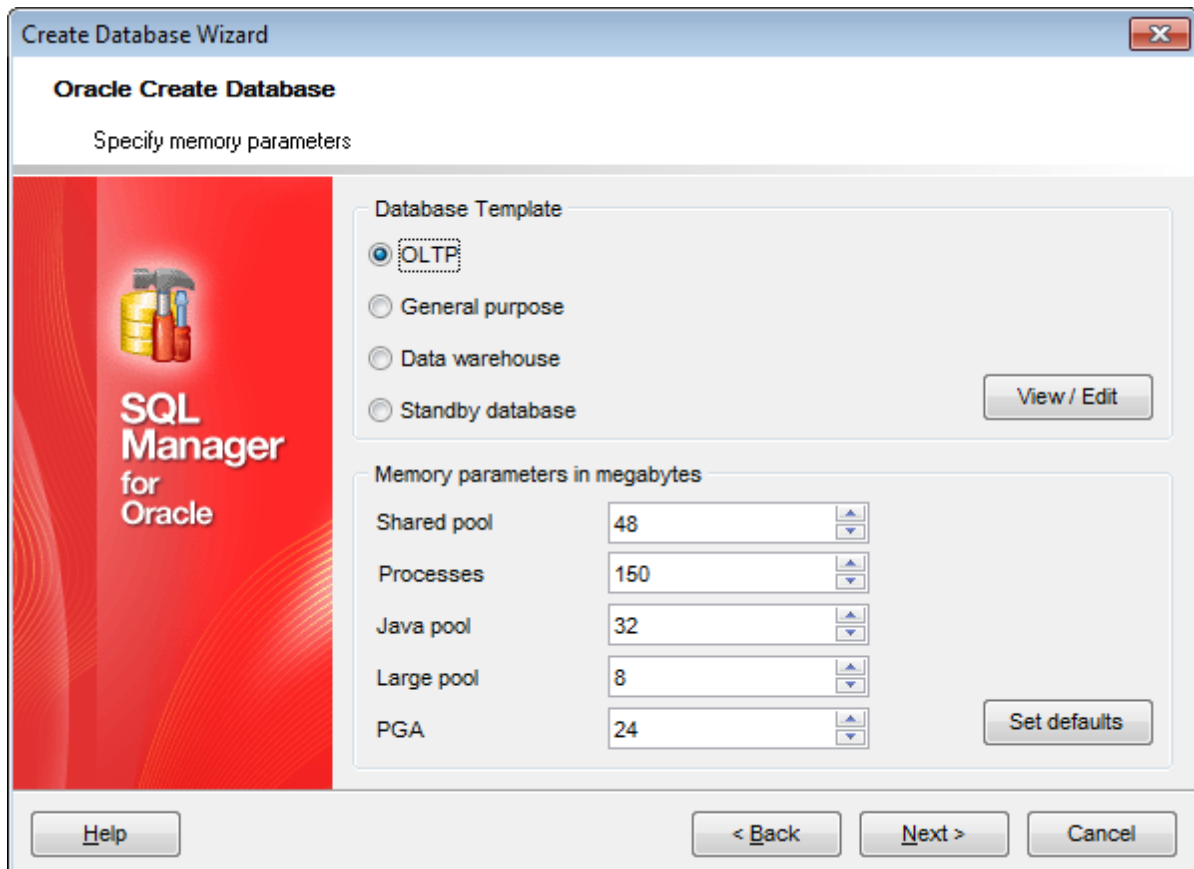 Create Database Wizard
Oracle Create Database
Specify memory parameters
SQL
Manager
for
Oracle
Database Template
OLTP
General purpose
Data warehouse
Standby database
View / Edit
Memory parameters in megabytes
Shared pool 48
Processes 150
Java pool 32
Large pool 8
PGA 24
Set defaults
Help < Back Next > Cancel